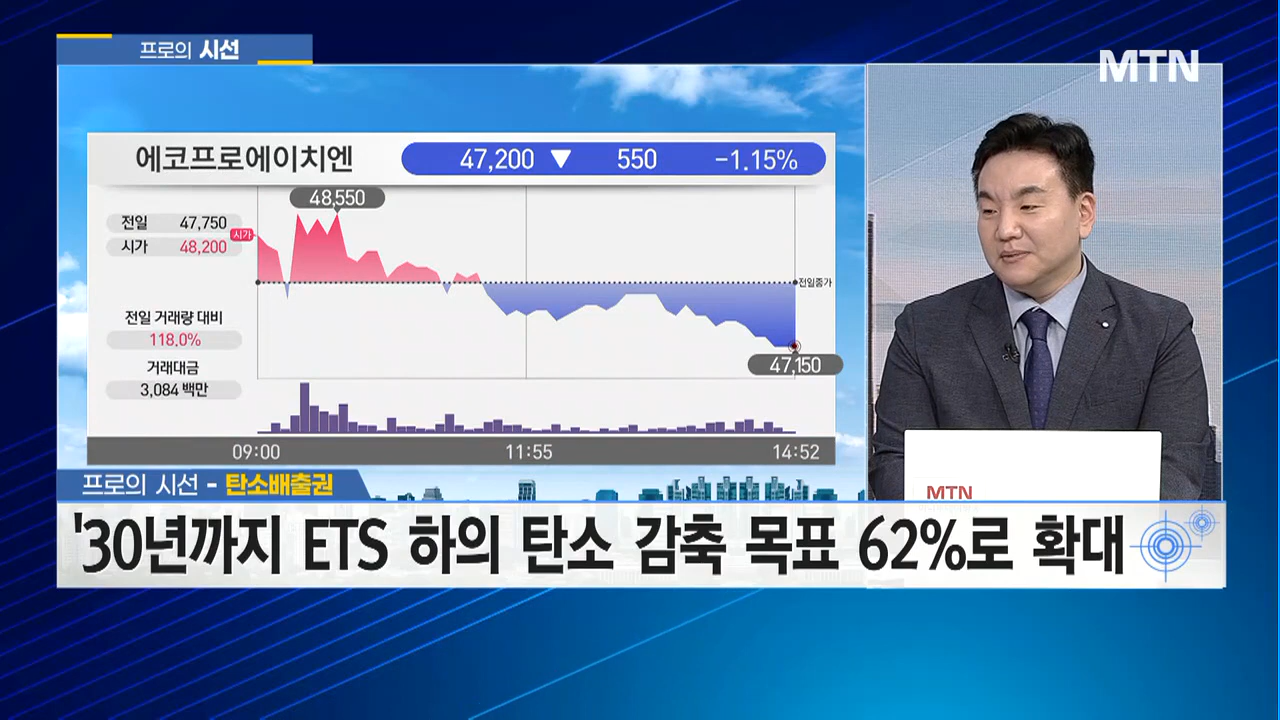 프로의 시선
MTN
에코프로에이치엔
47,200 ▼ 550 -1.15%
48,550
전일 47,750
시가 48,200
시가
전일종가
전일 거래량 대비
118.0%
거래대금
3,084 백만
47,150
09:00 11:55 14:52
프로의 시선 - 탄소배출권
MTN
'30년까지 ETS 하의 탄소 감축 목표 62%로 확대